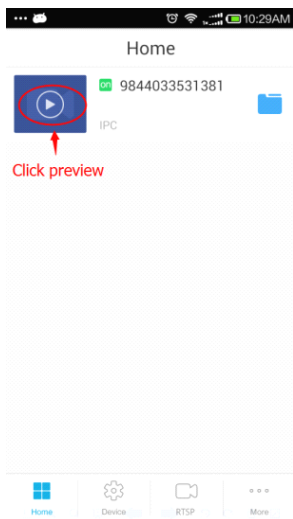 10:29AM
Home
on 9844033531381
IPC
Click preview
Home Device RTSP More